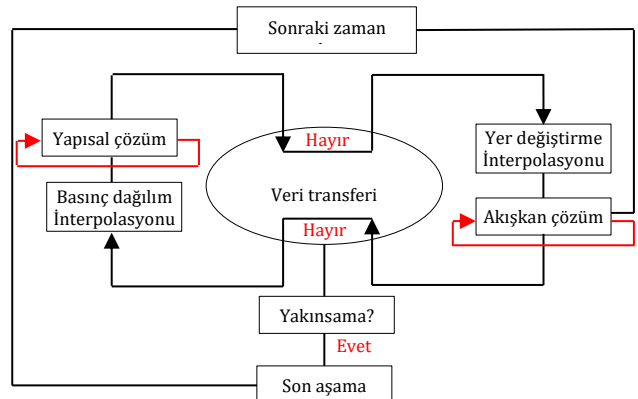 Sonraki zaman
Hayır
Yapısal çözüm
Yer değiştirme
İnterpolasyonu
Veri transferi
Basınç dağılım
İnterpolasyonu
Akışkan çözüm
Hayır
Yakınsama?
Evet
Son aşama